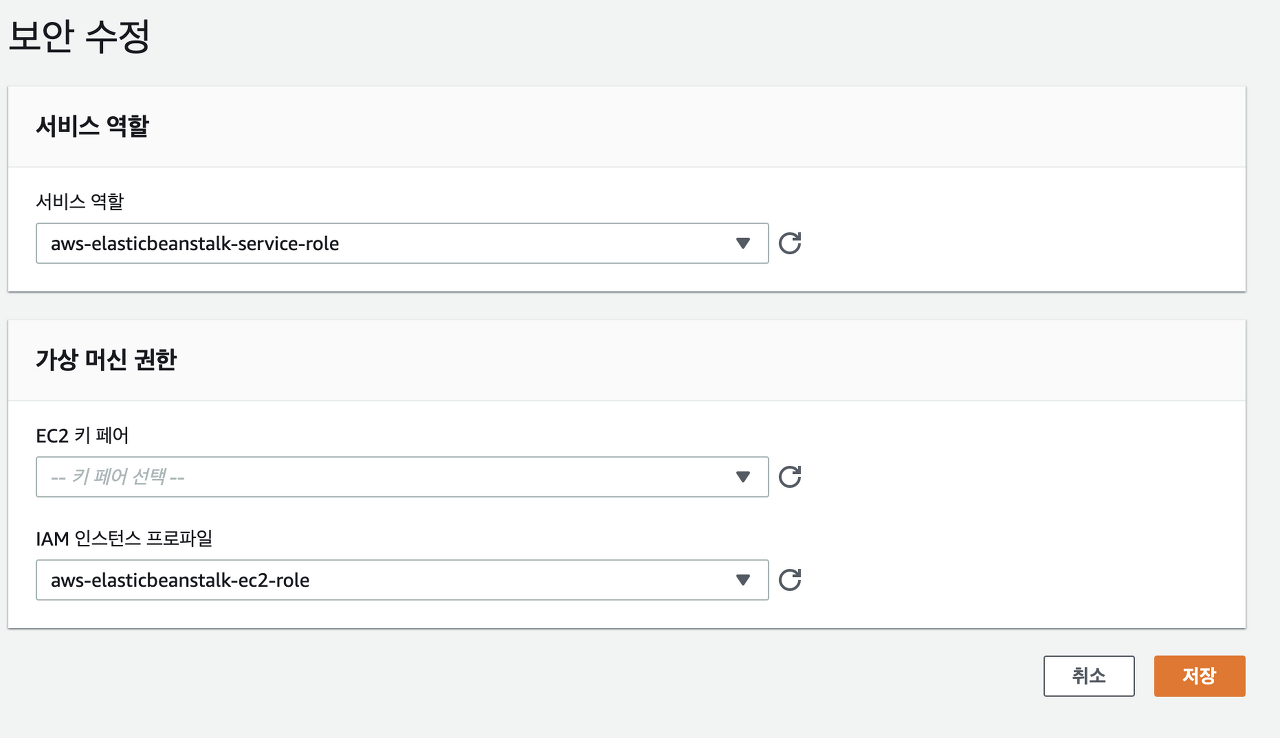 보안 수정
서비스 역할
서비스 역할
aws-elasticbeanstalk-service-role
가상 머신 권한
EC2 키 페어
-- 키 페어 선택 --
IAM 인스턴스 프로파일
aws-elasticbeanstalk-ec2-role
취소 저장